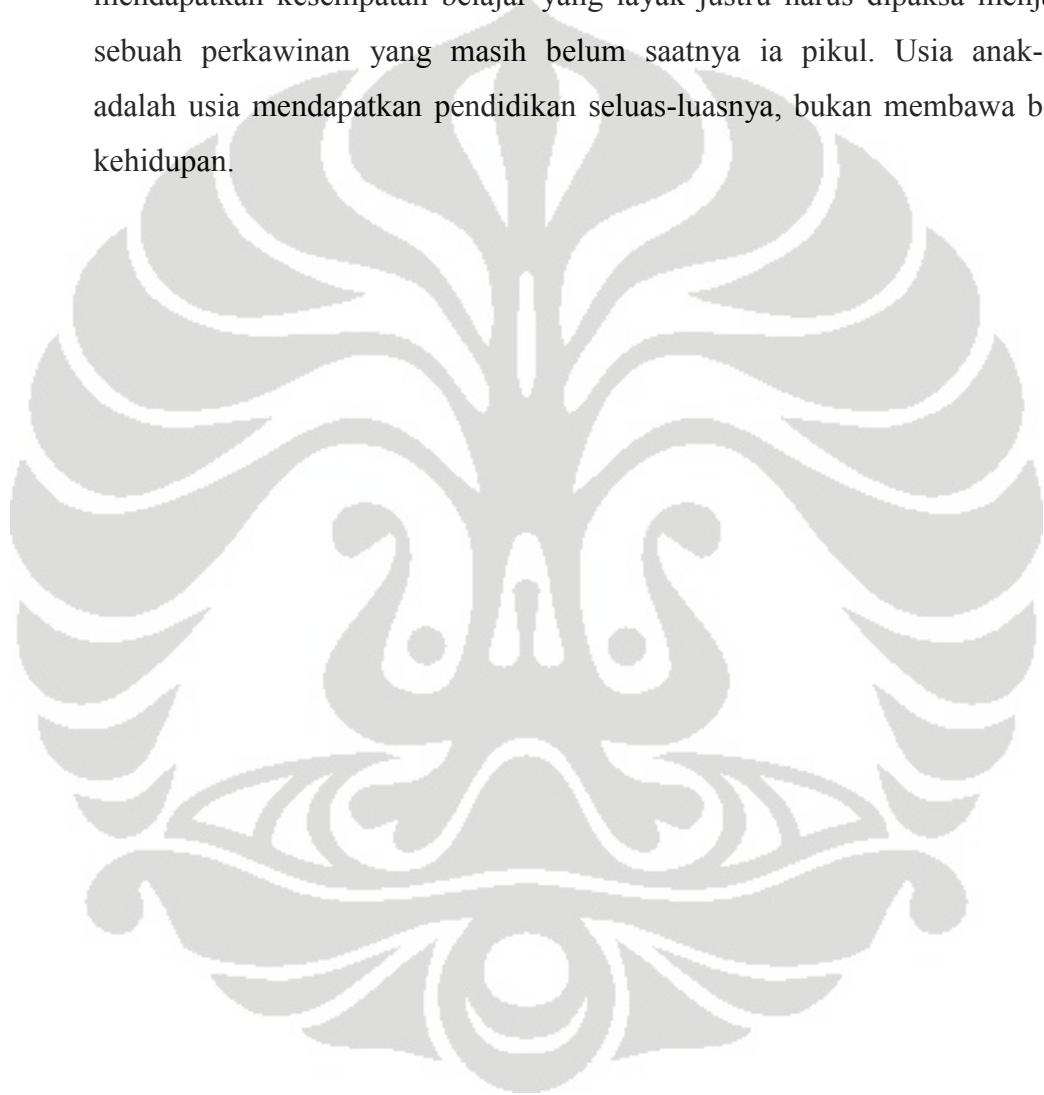 mendapatkan kesempatan belajar yang layak justru harus dipaksa menja
sebuah perkawinan yang masih belum saatnya ia pikul. Usia anak-
adalah usia mendapatkan pendidikan seluas-luasnya, bukan membawa b
kehidupan.